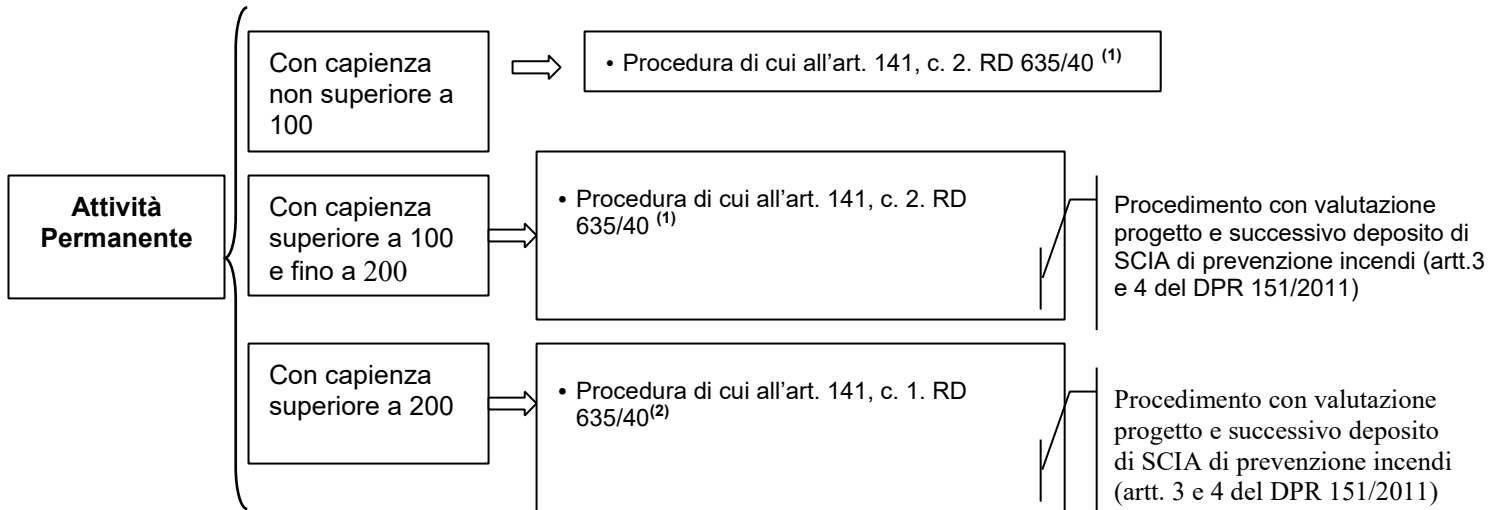 Attività
Permanente
Con capienza
non superiore a
100
• Procedura di cui all'art. 141, c. 2. RD 635/40 (1)
Con capienza
superiore a 100
e fino a 200
• Procedura di cui all'art. 141, c. 2. RD
635/40 (1)
Procedimento con valutazione
progetto e successivo deposito di
SCIA di prevenzione incendi (artt.3
e 4 del DPR 151/2011)
Con capienza
superiore a 200
• Procedura di cui all'art. 141, c. 1. RD
635/40(2)
Procedimento con valutazione
progetto e successivo deposito
di SCIA di prevenzione incendi
(artt. 3 e 4 del DPR 151/2011)